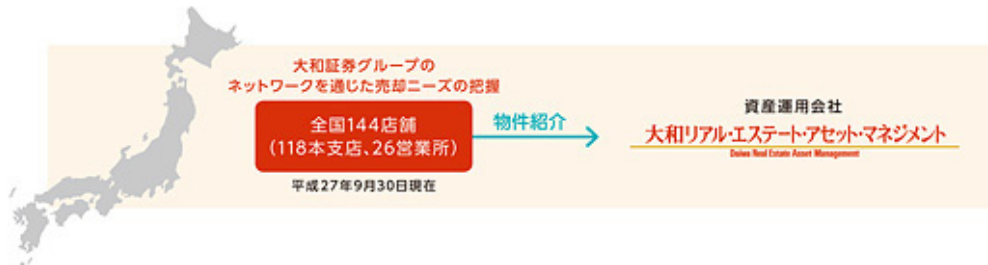 大和証券グループの
ネットワークを通じた売却ニーズの把握
全国144店舗
（118本支店、26営業所）
平成27年9月30日現在
物件紹介
資産運用会社
大和リアル・エステート・アセット・マネジメント
Daiwa Real Estate Asset Management